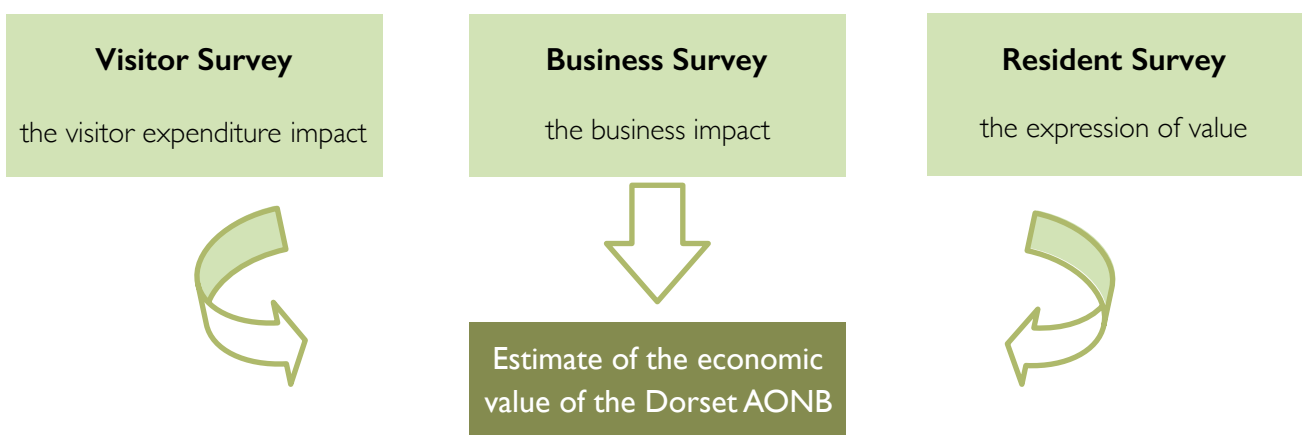 Visitor Survey
the visitor expenditure impact
Business Survey
the business impact
Resident Survey
the expression of value
Estimate of the economic
value of the Dorset AONB